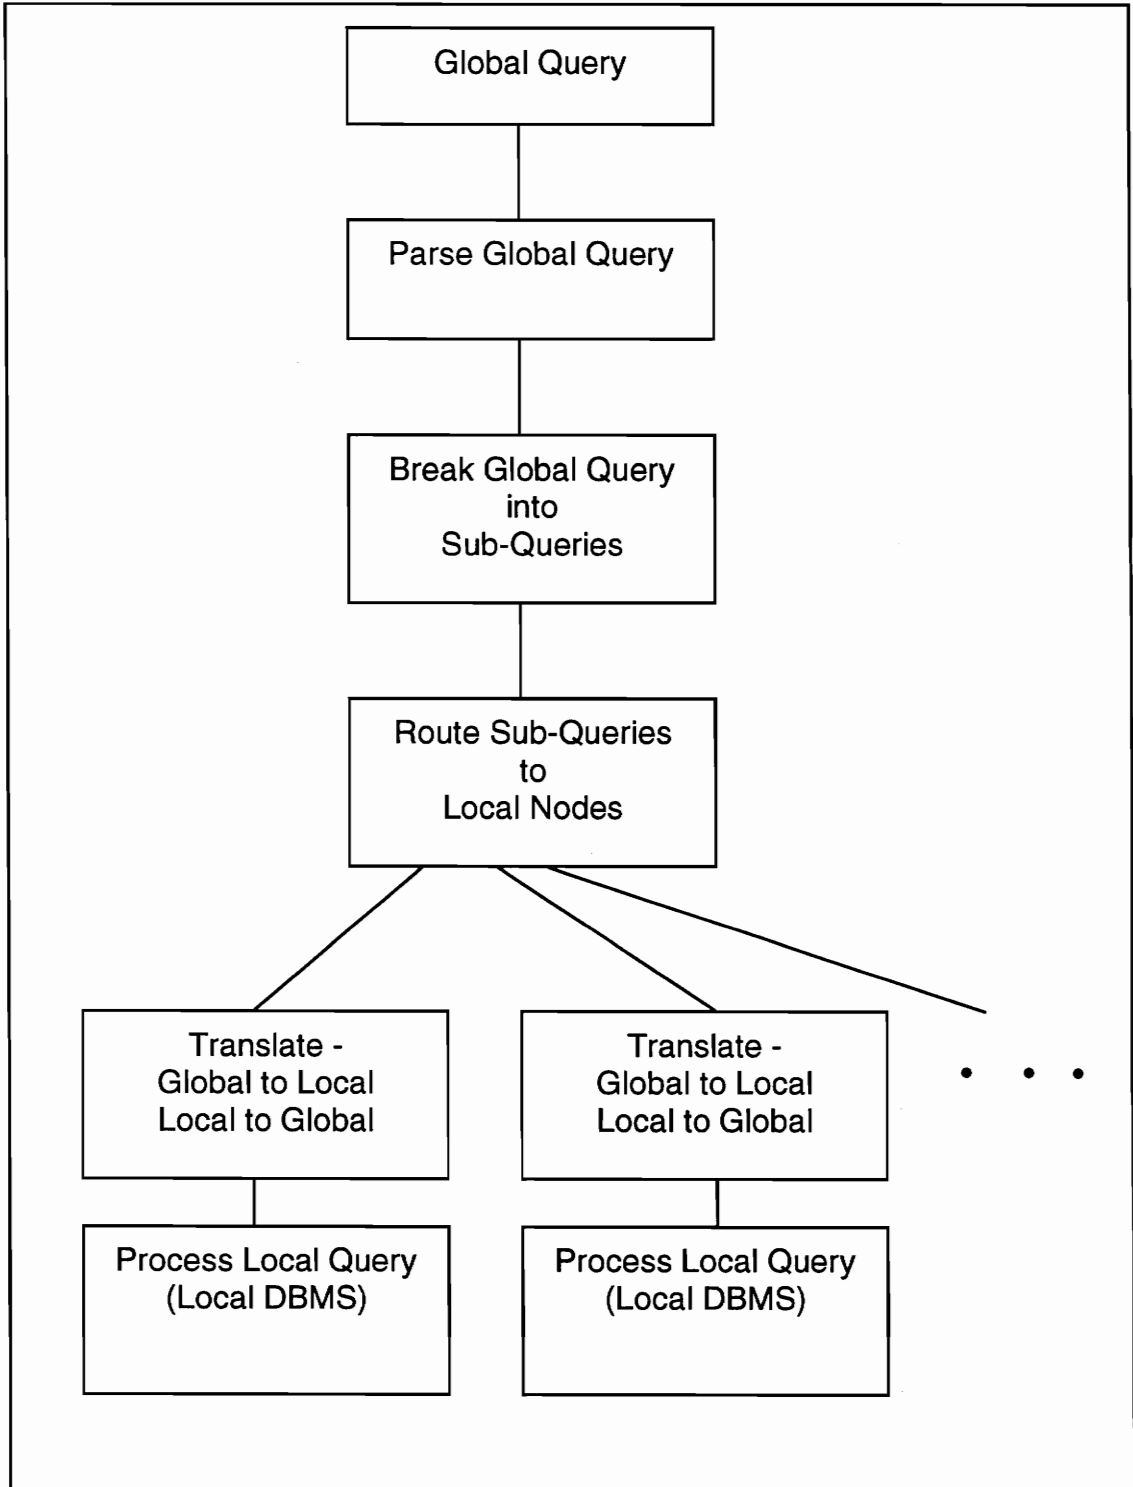 Global Query
Parse Global Query
Break Global Query
into
Sub-Queries
Route Sub-Queries
to
Local Nodes
Translate -
Global to Local
Local to Global
Translate -
Global to Local
Local to Global
Process Local Query
(Local DBMS)
Process Local Query
(Local DBMS)